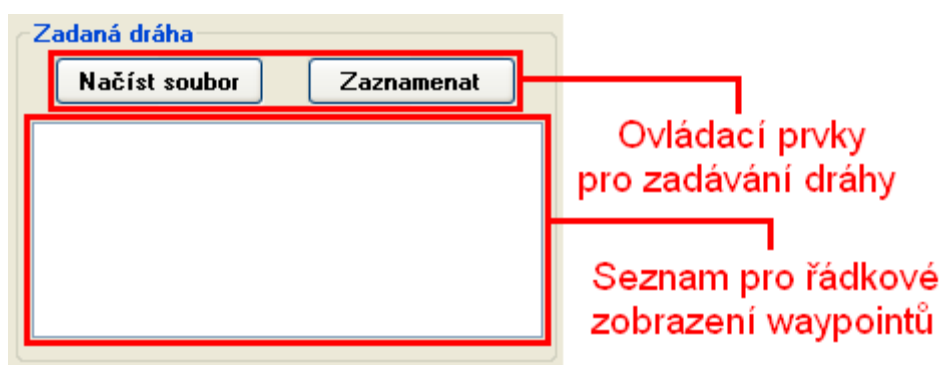 Zadaná dráha
Načíst soubor
Zaznamenat
Ovládací prvky
pro zadávání dráhy
Seznam pro řádkové
zobrazení waypointů